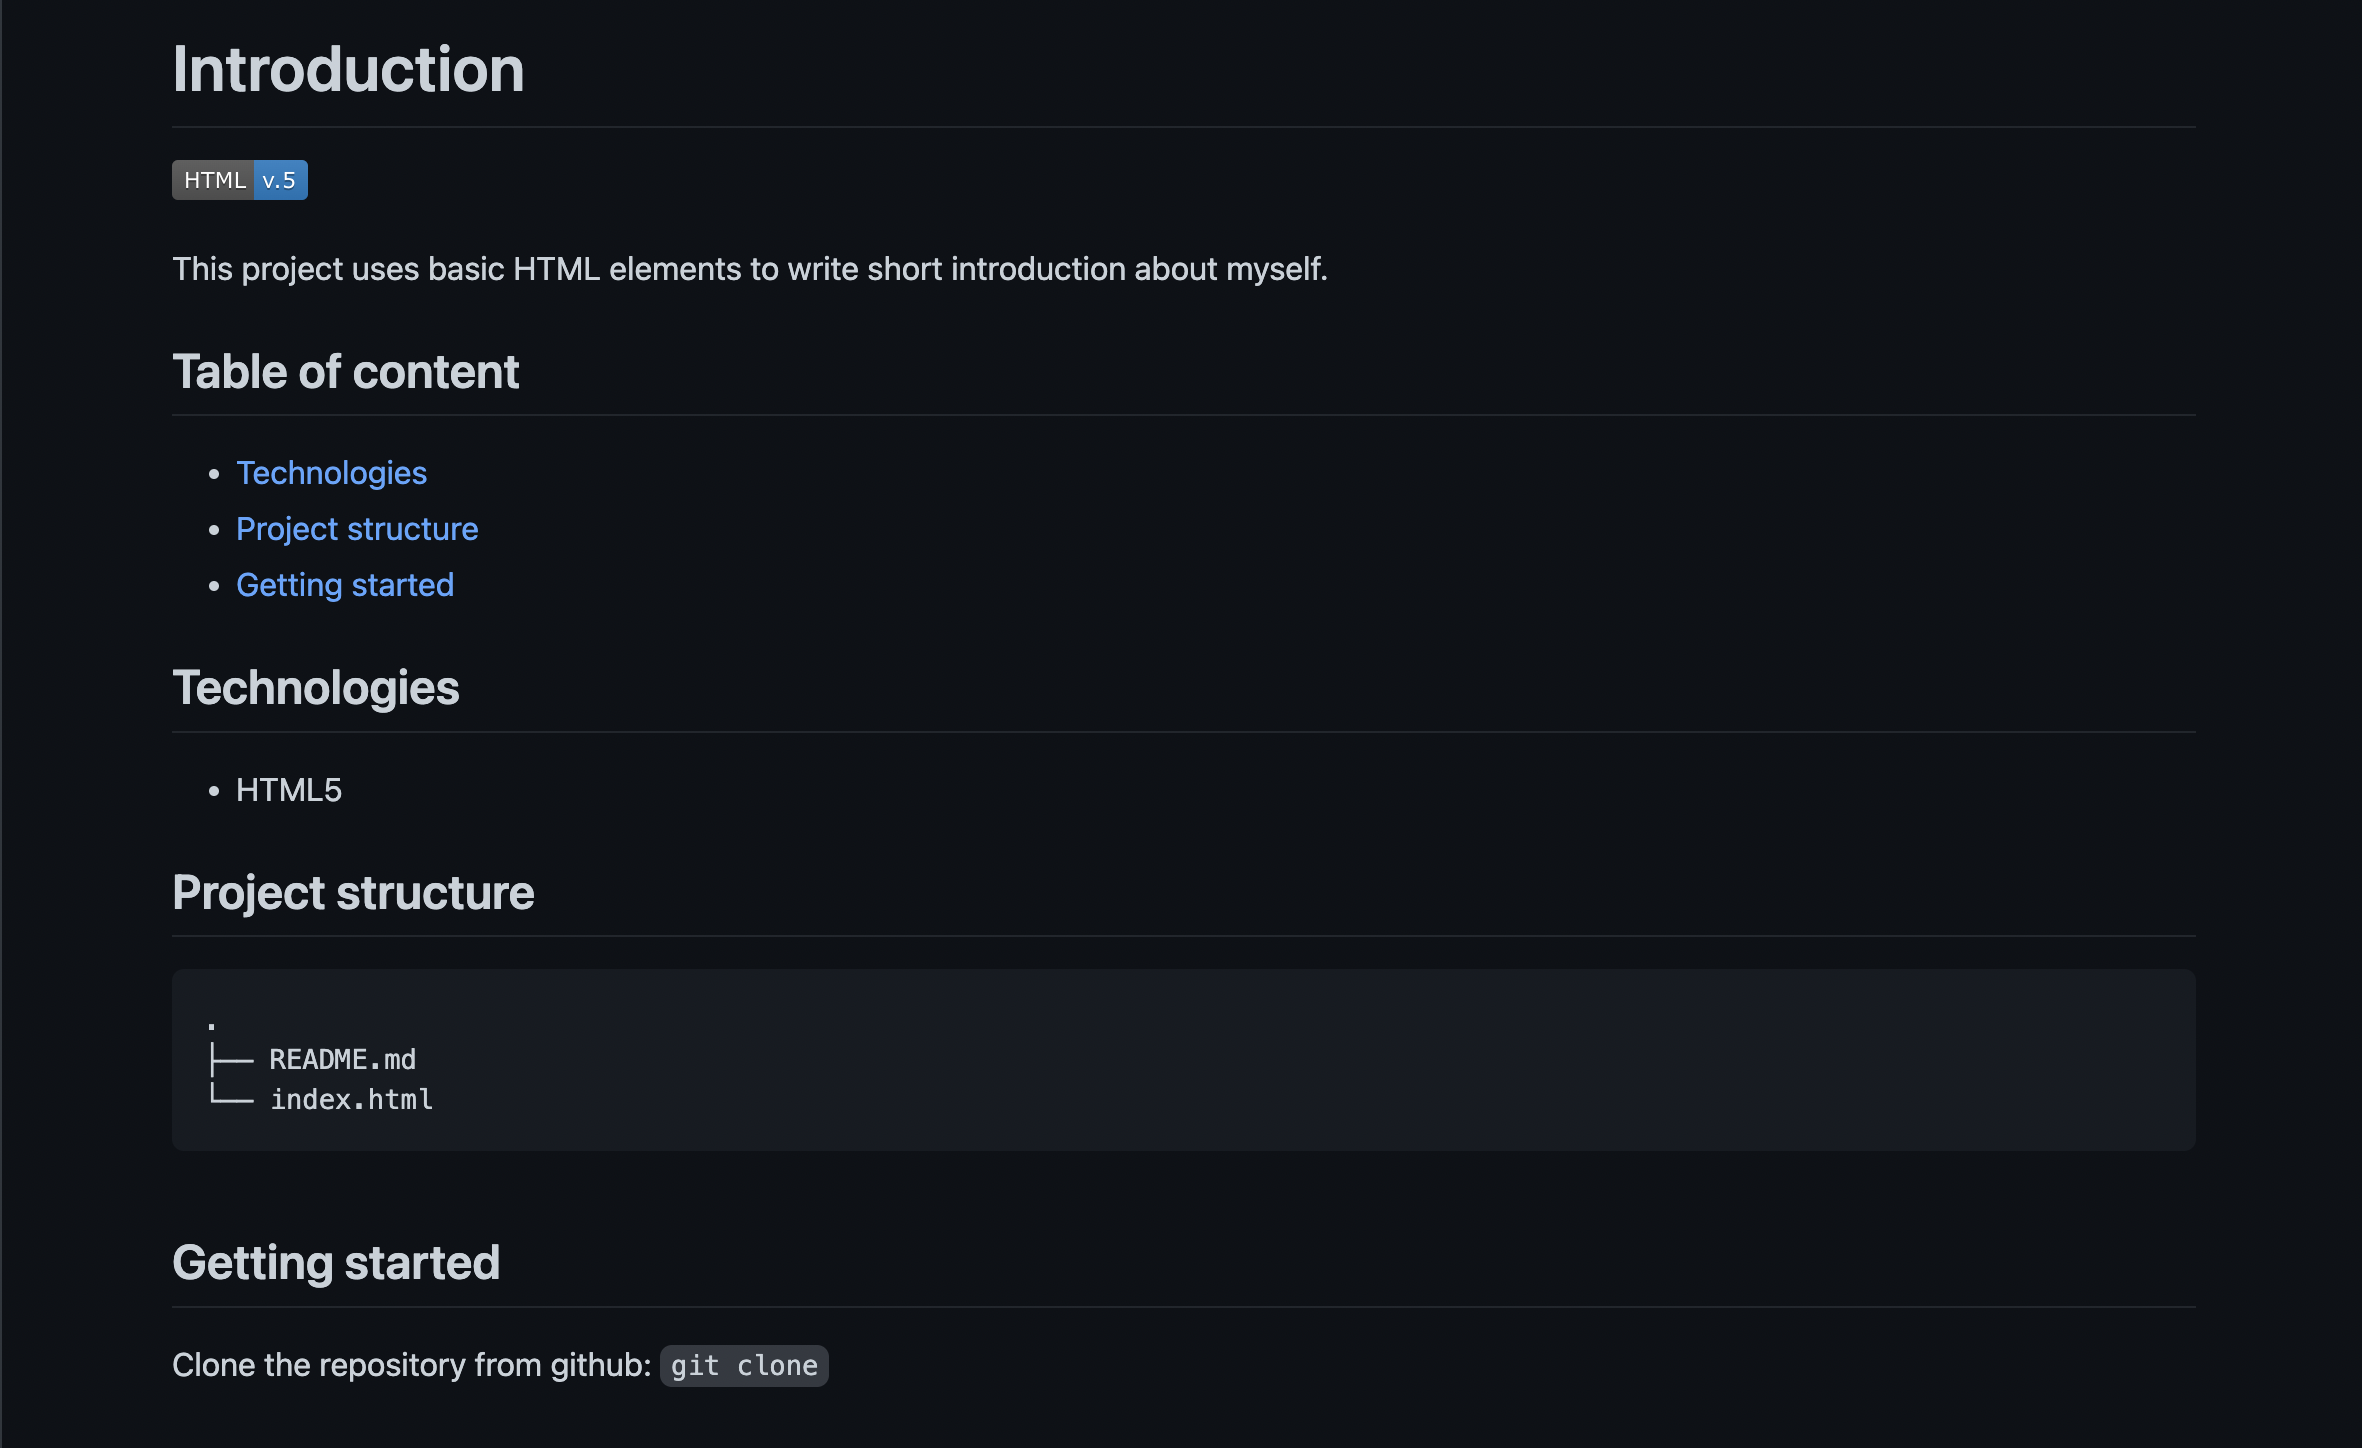 Introduction
HTML v.5
This project uses basic HTML elements to write short introduction about myself.
Table of content
• Technologies
• Project structure
• Getting started
Technologies
• HTML5
Project structure
.
├── README.md
└── index.html
Getting started
Clone the repository from github: git clone